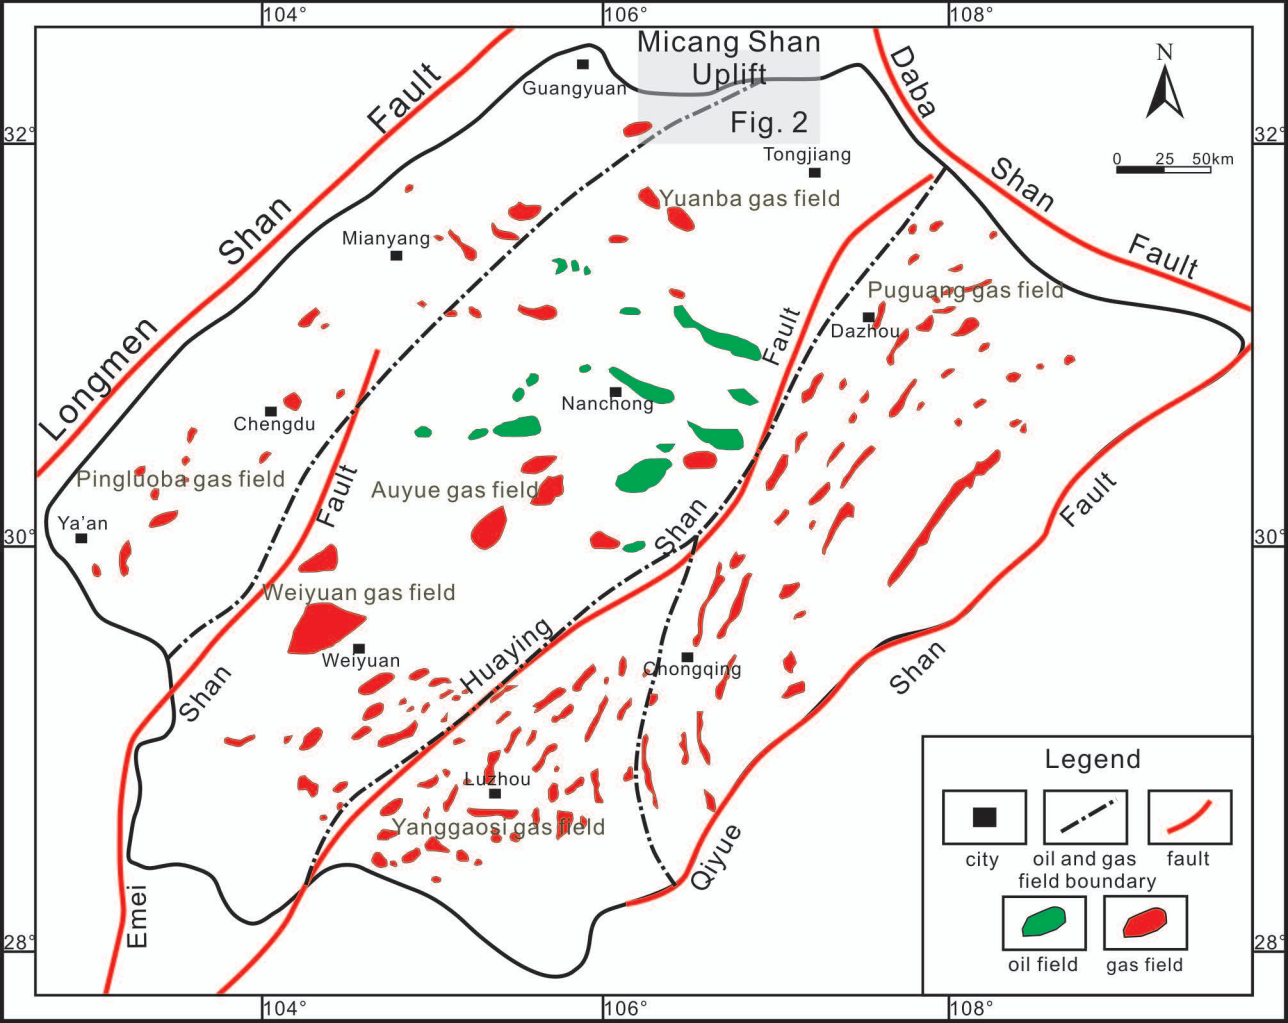 104°
106°
108°
Micang Shan
Uplift
Fig. 2
N
0 25 50km
32°
32°
Guangyuan
Tongjiang
Longmen Shan Fault
Daba Shan Fault
Yuanba gas field
Mianyang
Puguang gas field
Dazhou
Nanchong
Chengdu
Pingluoba gas field
Auyue gas field
Ya'an
30°
30°
Weiyuan gas field
Weiyuan
Chongqing
Emei Shan Fault
Huaying Shan Fault
Qiyue Shan Fault
Luzhou
Yanggaosi gas field
Legend
city
oil and gas
field boundary
fault
oil field
gas field
28°
28°
104°
106°
108°